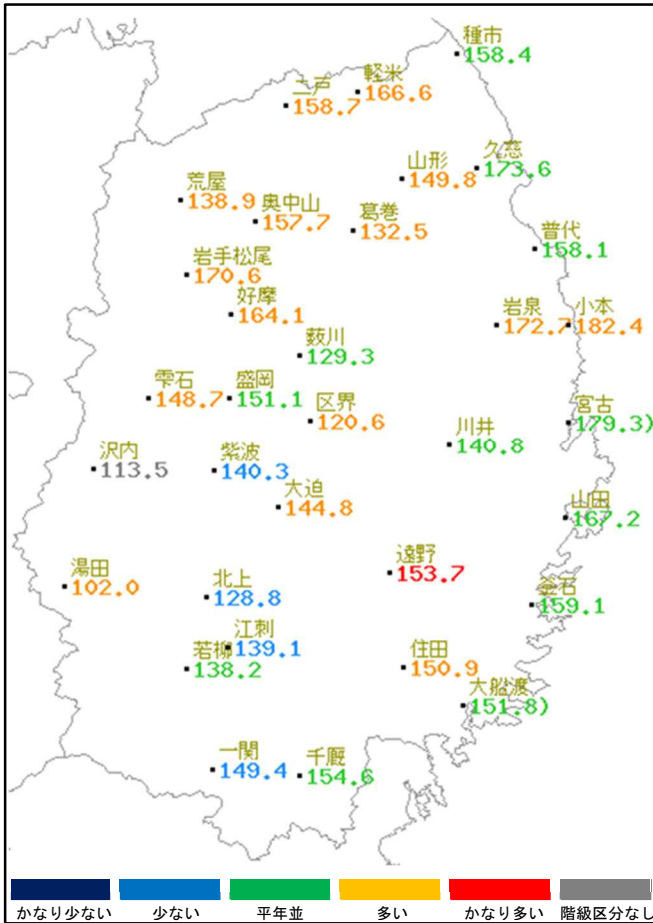 種市
158.4
軽米
166.6
二戸
158.7
久慈
173.6
山形
149.8
荒屋
138.9
奥中山
157.7
葛巻
132.5
普代
158.1
岩手松尾
170.6
好摩
164.1
岩泉
172.7
小本
182.4
薮川
129.3
雫石
148.7
盛岡
151.1
区界
120.6
宮古
179.3)
川井
140.8
沢内
113.5
紫波
140.3
大迫
144.8
山田
167.2
遠野
153.7
湯田
102.0
北上
128.8
釜石
159.1
江刺
139.1
若柳
138.2
住田
150.9
大船渡
151.8)
一関
149.4
千厩
154.6
かなり少ない 少ない 平年並 多い かなり多い 階級区分なし